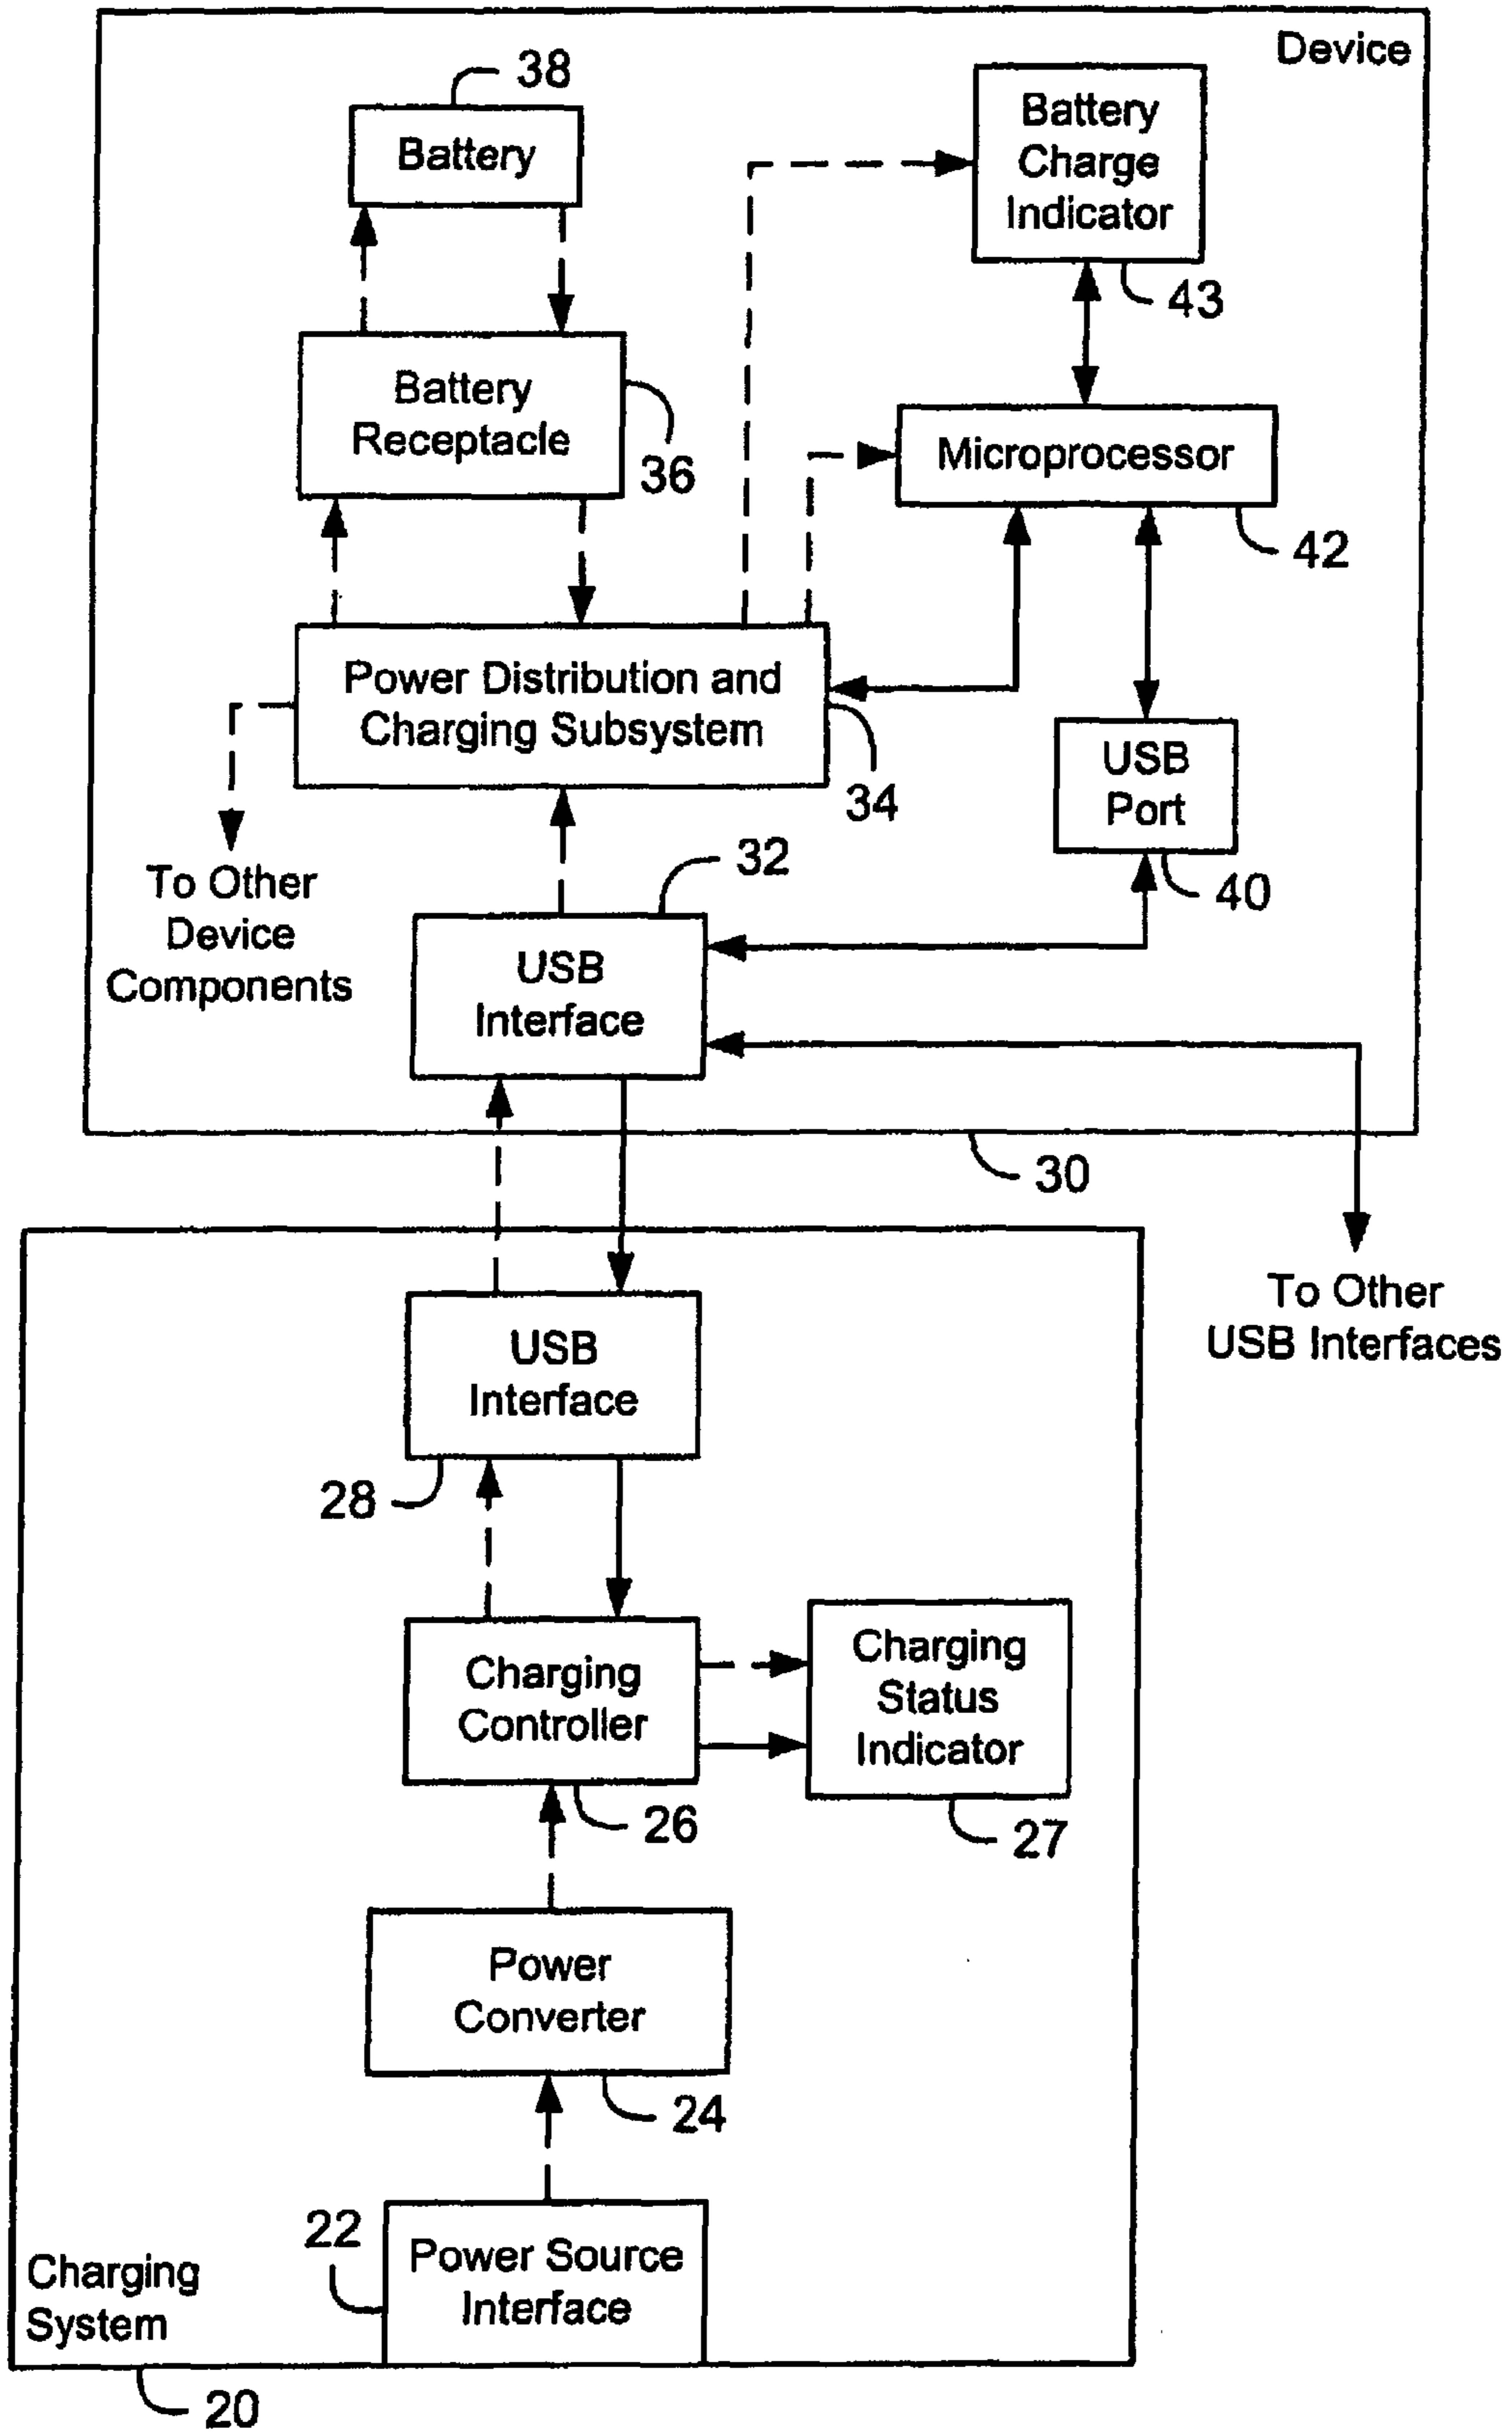 Device
38
Battery
Battery
Charge
Indicator
43
Battery
Receptacle
36
Microprocessor
42
Power Distribution and
Charging Subsystem
34
USB
Port
40
To Other
Device
Components
32
USB
Interface
30
To Other
USB Interfaces
USB
Interface
28
Charging
Controller
26
Charging
Status
Indicator
27
Power
Converter
24
22
Power Source
Interface
Charging
System
20